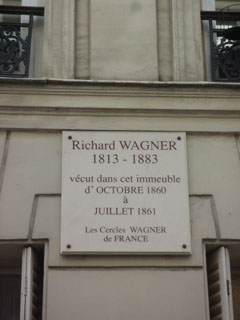 Richard WAGNER
1813 - 1883
vécut dans cet immeuble
d'OCTOBRE 1860
à
JUILLET 1861
Les Cercles WAGNER
de FRANCE